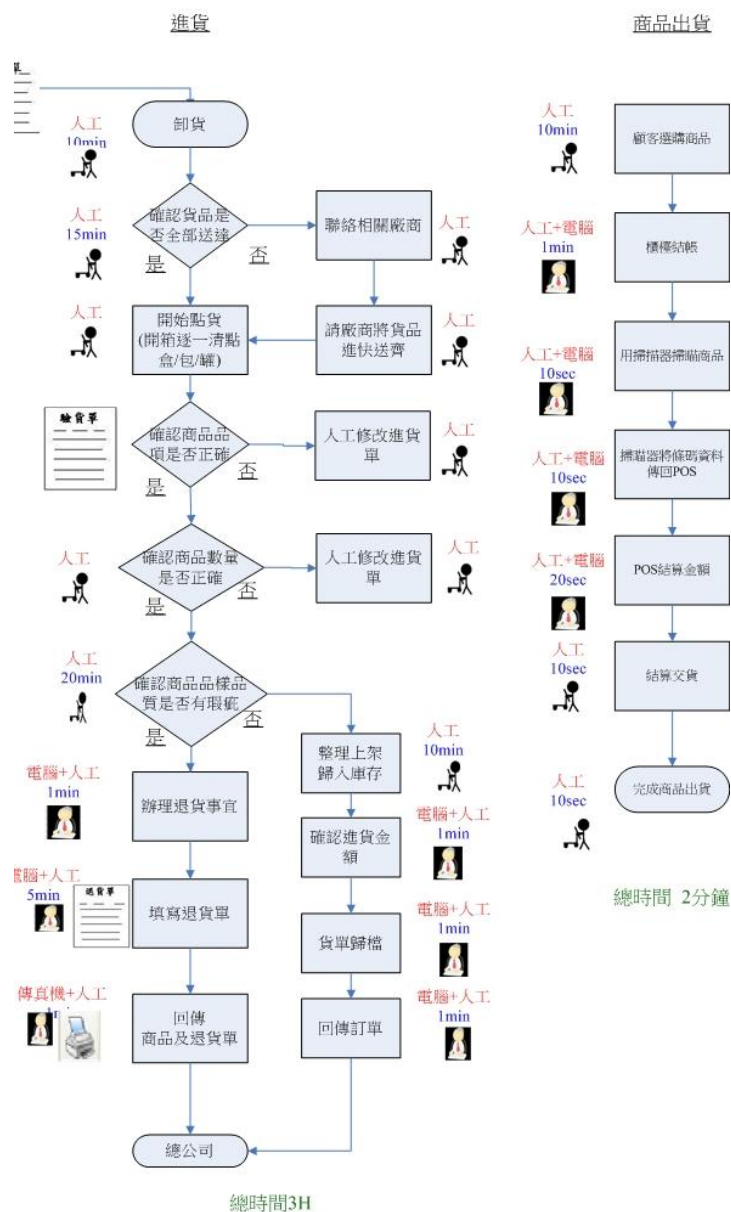 進貨
單
卸貨
人工
10min
確認貨品是
否全部送達
人工
15min
是
否
聯絡相關廠商
人工
開始點貨
(開箱逐一清點
盒/包/罐)
人工
請廠商將貨品
進快送齊
人工
驗貨單
確認商品品
項是否正確
是
否
人工修改進貨
單
人工
確認商品數量
是否正確
人工
是
否
人工修改進貨
單
人工
確認商品品樣品
質是否有瑕疵
人工
20min
是
否
辦理退貨事宜
電腦+人工
1min
填寫退貨單
電腦+人工
5min
退貨單
回傳
商品及退貨單
傳真機+人工
整理上架
歸入庫存
人工
10min
確認進貨金
額
電腦+人工
1min
貨單歸檔
電腦+人工
1min
回傳訂單
電腦+人工
1min
總公司
總時間3H
商品出貨
人工
10min
顧客選購商品
人工+電腦
1min
櫃檯結帳
人工+電腦
10sec
用掃描器掃瞄商品
人工+電腦
10sec
掃瞄器將條碼資料
傳回POS
人工+電腦
20sec
POS結算金額
人工
10sec
結算交貨
人工
10sec
完成商品出貨
總時間 2分鐘